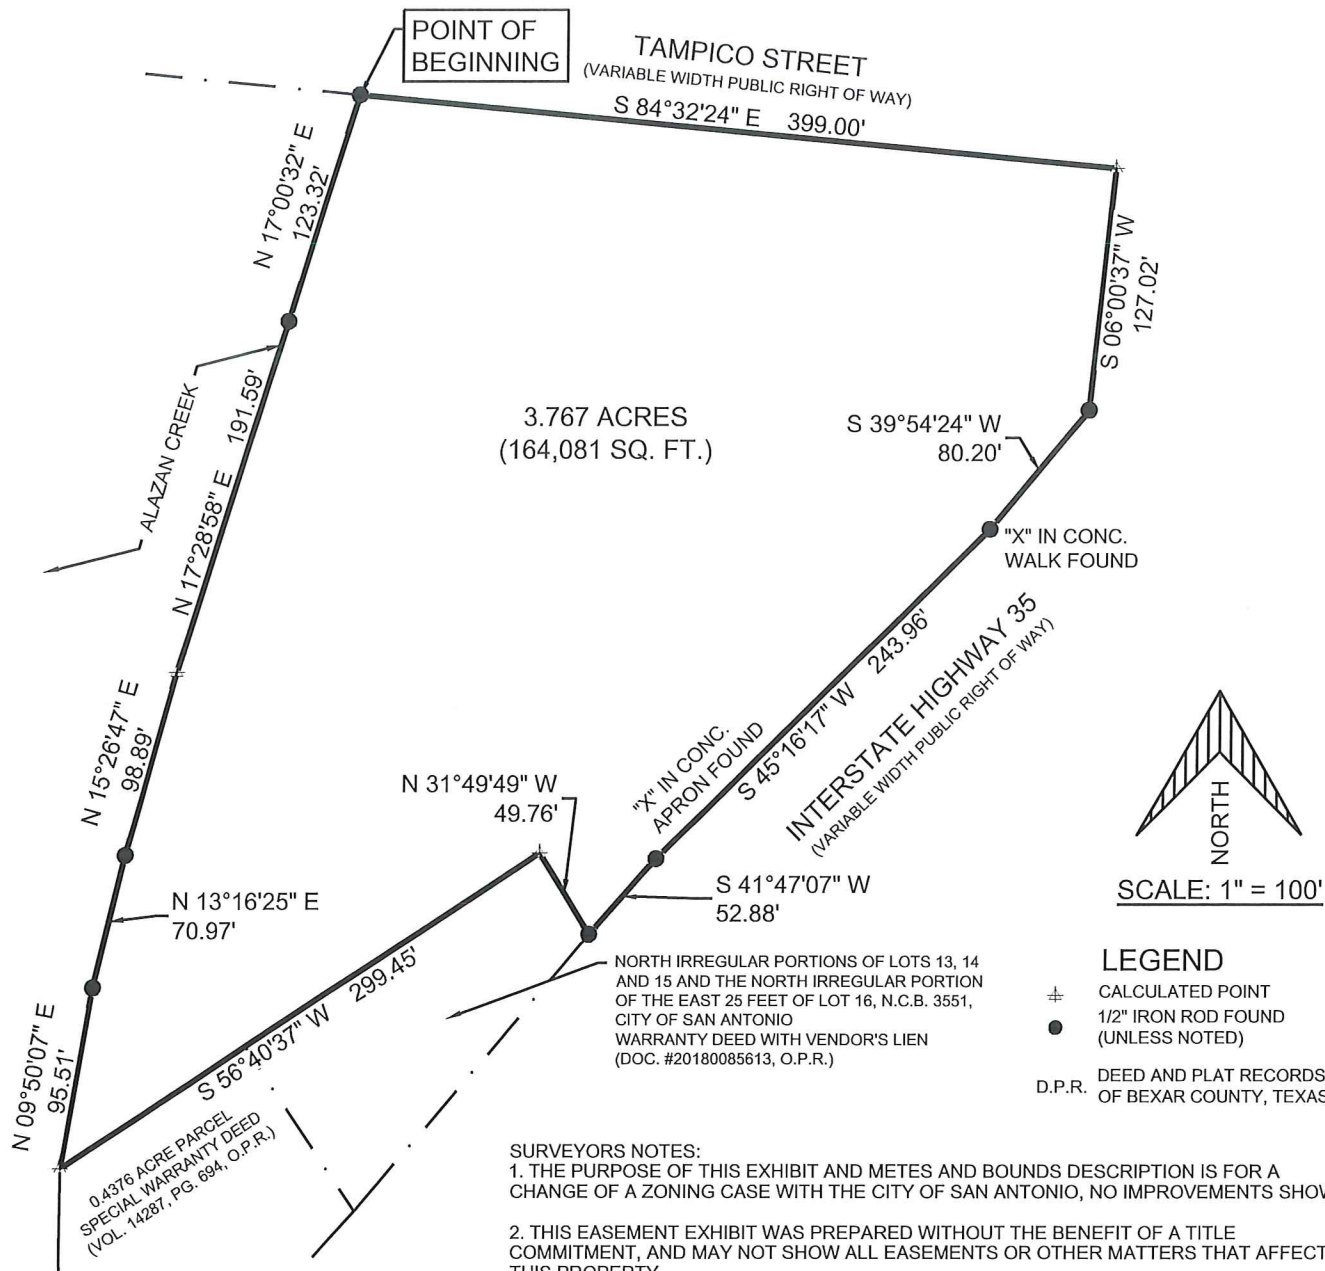 POINT OF
BEGINNING
TAMPICO STREET
(VARIABLE WIDTH PUBLIC RIGHT OF WAY)
S 84°32'24" E 399.00'
N 17°00'32" E
123.32'
S 06°00'37" W
127.02'
ALAZAN CREEK
N 17°28'58" E 191.59'
3.767 ACRES
(164,081 SQ. FT.)
S 39°54'24" W
80.20'
"X" IN CONC.
WALK FOUND
N 15°26'47" E
98.89'
S 45°16'17" W 243.96'
INTERSTATE HIGHWAY 35
(VARIABLE WIDTH PUBLIC RIGHT OF WAY)
"X" IN CONC.
APRON FOUND
N 31°49'49" W
49.76'
NORTH
SCALE: 1" = 100'
S 41°47'07" W
52.88'
N 13°16'25" E
70.97'
NORTH IRREGULAR PORTIONS OF LOTS 13, 14
AND 15 AND THE NORTH IRREGULAR PORTION
OF THE EAST 25 FEET OF LOT 16, N.C.B. 3551,
CITY OF SAN ANTONIO
WARRANTY DEED WITH VENDOR'S LIEN
(DOC. #20180085613, O.P.R.)
LEGEND
CALCULATED POINT
1/2" IRON ROD FOUND
(UNLESS NOTED)
D.P.R. DEED AND PLAT RECORDS
OF BEXAR COUNTY, TEXAS
N 09°50'07" E
95.51'
S 56°40'37" W 299.45'
0.4376 ACRE PARCEL
SPECIAL WARRANTY DEED
(VOL. 14287, PG. 694, O.P.R.)
SURVEYORS NOTES:
1. THE PURPOSE OF THIS EXHIBIT AND METES AND BOUNDS DESCRIPTION IS FOR A
CHANGE OF A ZONING CASE WITH THE CITY OF SAN ANTONIO, NO IMPROVEMENTS SHOW
2. THIS EASEMENT EXHIBIT WAS PREPARED WITHOUT THE BENEFIT OF A TITLE
COMMITMENT, AND MAY NOT SHOW ALL EASEMENTS OR OTHER MATTERS THAT AFFECT
THIS PROPERTY